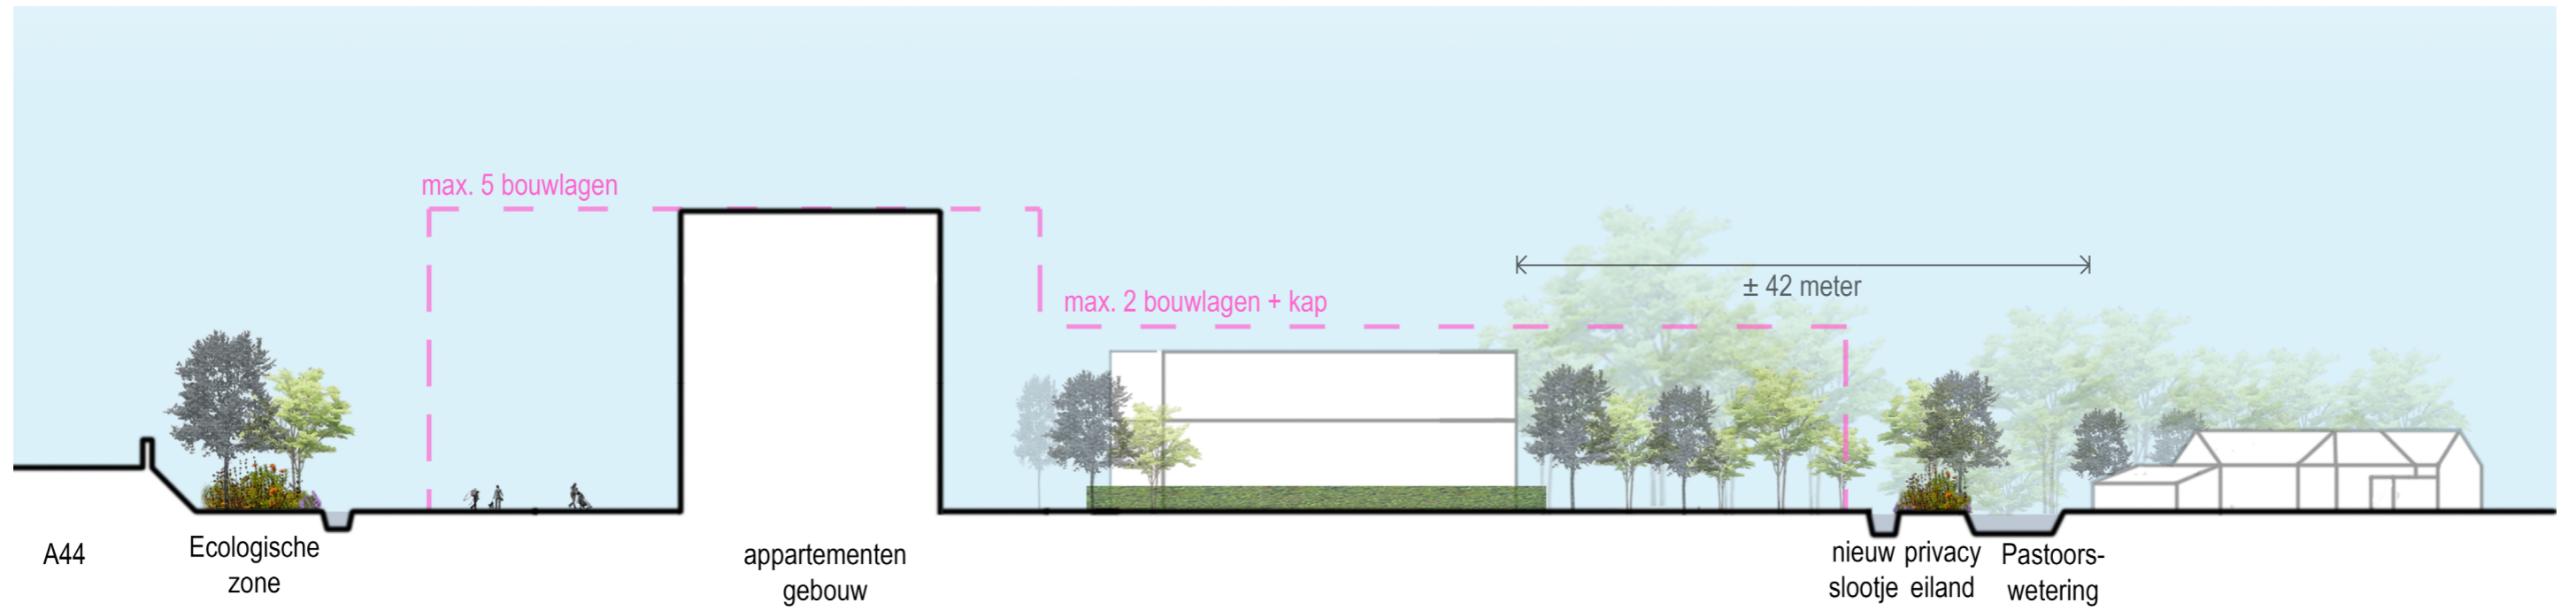 max. 5 bouwlagen
max. 2 bouwlagen + kap
± 42 meter
A44
Ecologische
zone
appartementen
gebouw
nieuw
slootje
privacy
eiland
Pastoors-
wetering